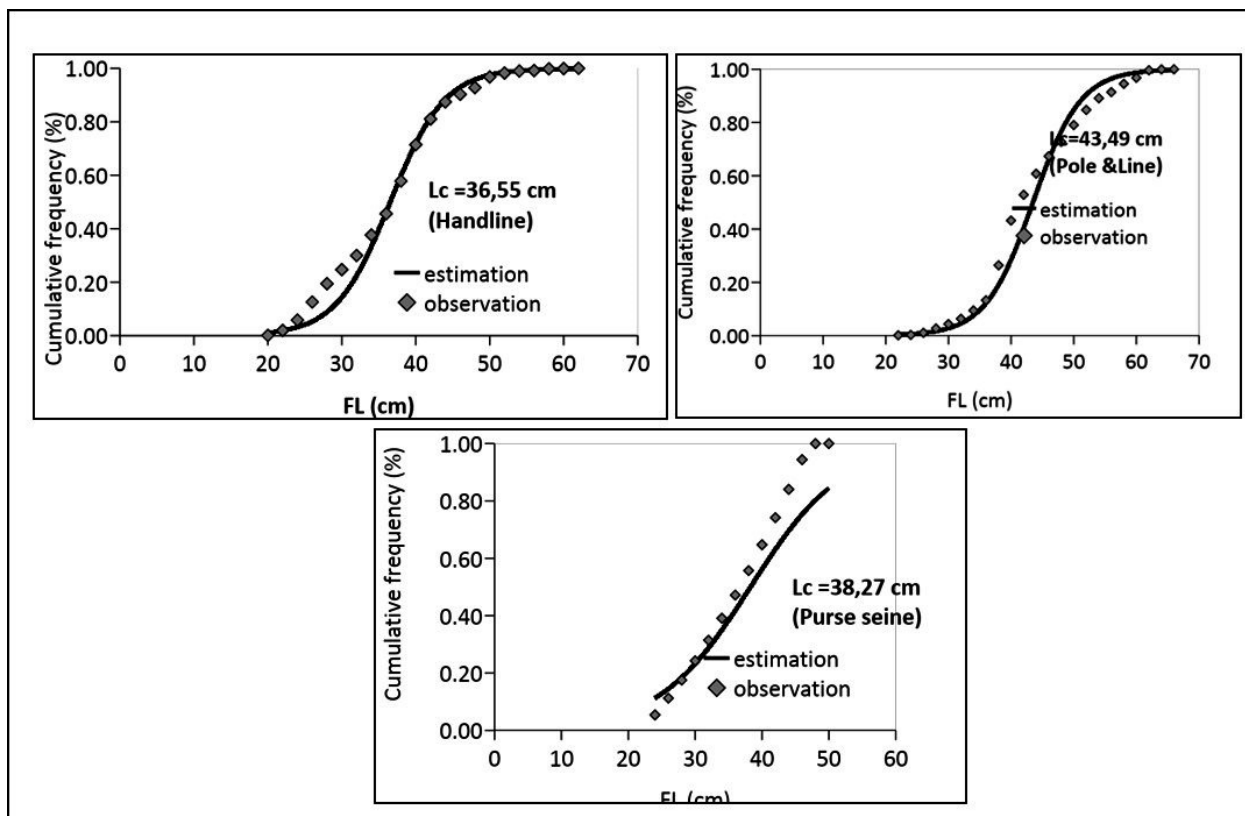 Cumulative frequency (%)
1.00
0.80
0.60
0.40
0.20
0.00
0 10 20 30 40 50 60 70
FL (cm)
Lc =36,55 cm
(Handline)
estimation
observation
Cumulative frequency (%)
1.00
0.80
0.60
0.40
0.20
0.00
0 10 20 30 40 50 60 70
FL (cm)
Lc=43,49 cm
(Pole &Line)
estimation
observation
Cumulative frequency (%)
1.00
0.80
0.60
0.40
0.20
0.00
0 10 20 30 40 50 60
FL (cm)
Lc =38,27 cm
(Purse seine)
estimation
observation